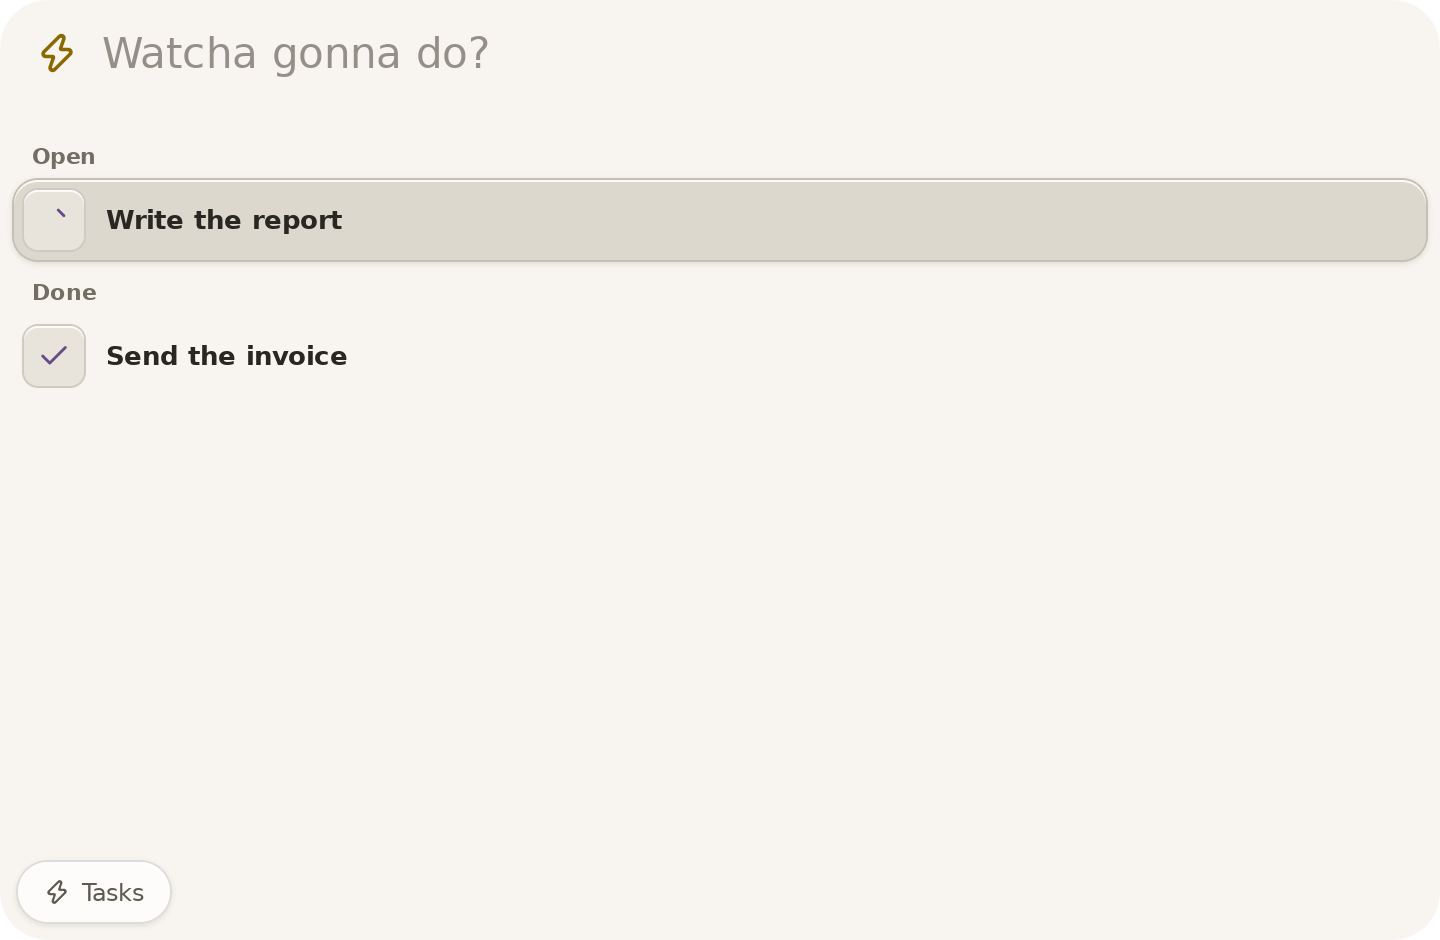 Watcha gonna do?
Open
Write the report
Done
Send the invoice
Tasks